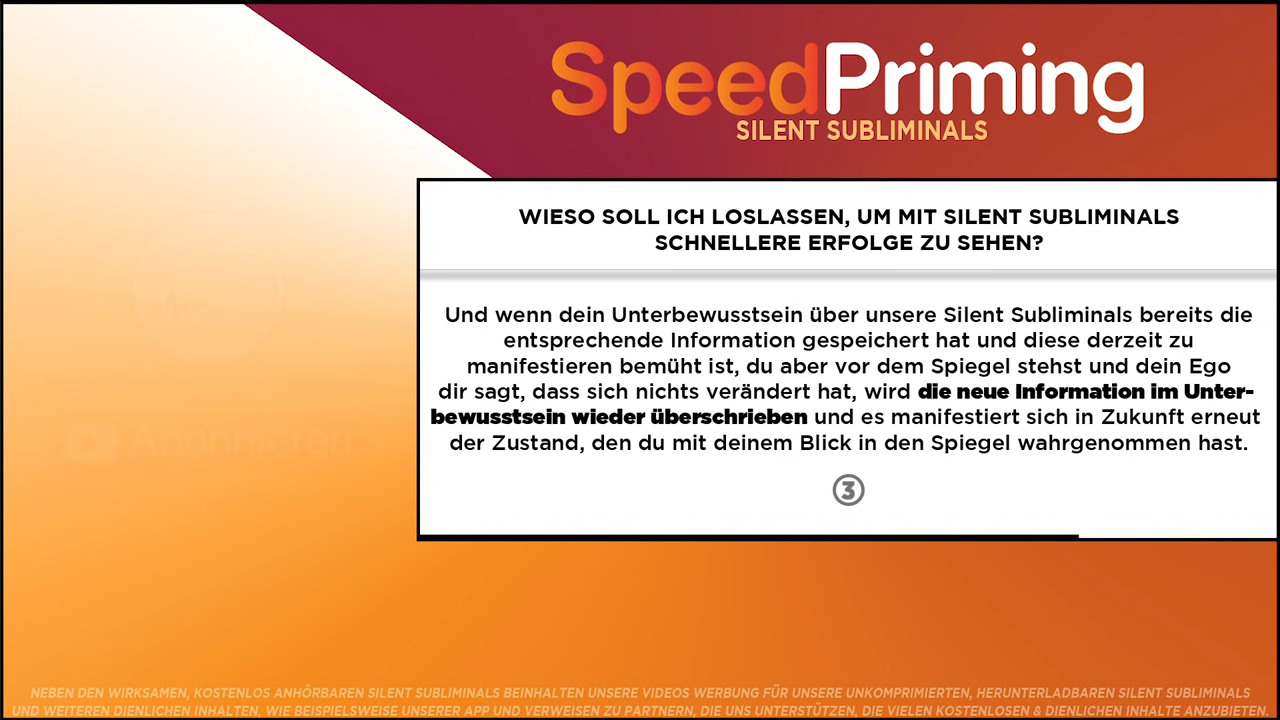 SpeedPriming
SILENT SUBLIMINALS
WIESO SOLL ICH LOSLASSEN, UM MIT SILENT SUBLIMINALS
SCHNELLERE ERFOLGE ZU SEHEN?
Und wenn dein Unterbewusstsein über unsere Silent Subliminals bereits die
entsprechende Information gespeichert hat und diese derzeit zu
manifestieren bemüht ist, du aber vor dem Spiegel stehst und dein Ego
dir sagt, dass sich nichts verändert hat, wird die neue Information im Unter-
bewusstsein wieder überschrieben und es manifestiert sich in Zukunft erneut
der Zustand, den du mit deinem Blick in den Spiegel wahrgenommen hast.
3
Abonnieren
NEBEN DEN WIRKSAMEN, KOSTENLOS ANHÖRBAREN SILENT SUBLIMINALS BEINHALTEN UNSERE VIDEOS WERBUNG FÜR UNSERE UNKOMPRIMIERTEN, HERUNTERLADBAREN SILENT SUBLIMINALS
UND WEITEREN DIENLICHEN INHALTEN, WIE BEISPIELSWEISE UNSERER APP UND VERWEISEN ZU PARTNERN, DIE UNS UNTERSTÜTZEN, DIE VIELEN KOSTENLOSEN & DIENLICHEN INHALTE ANZUBIETEN.